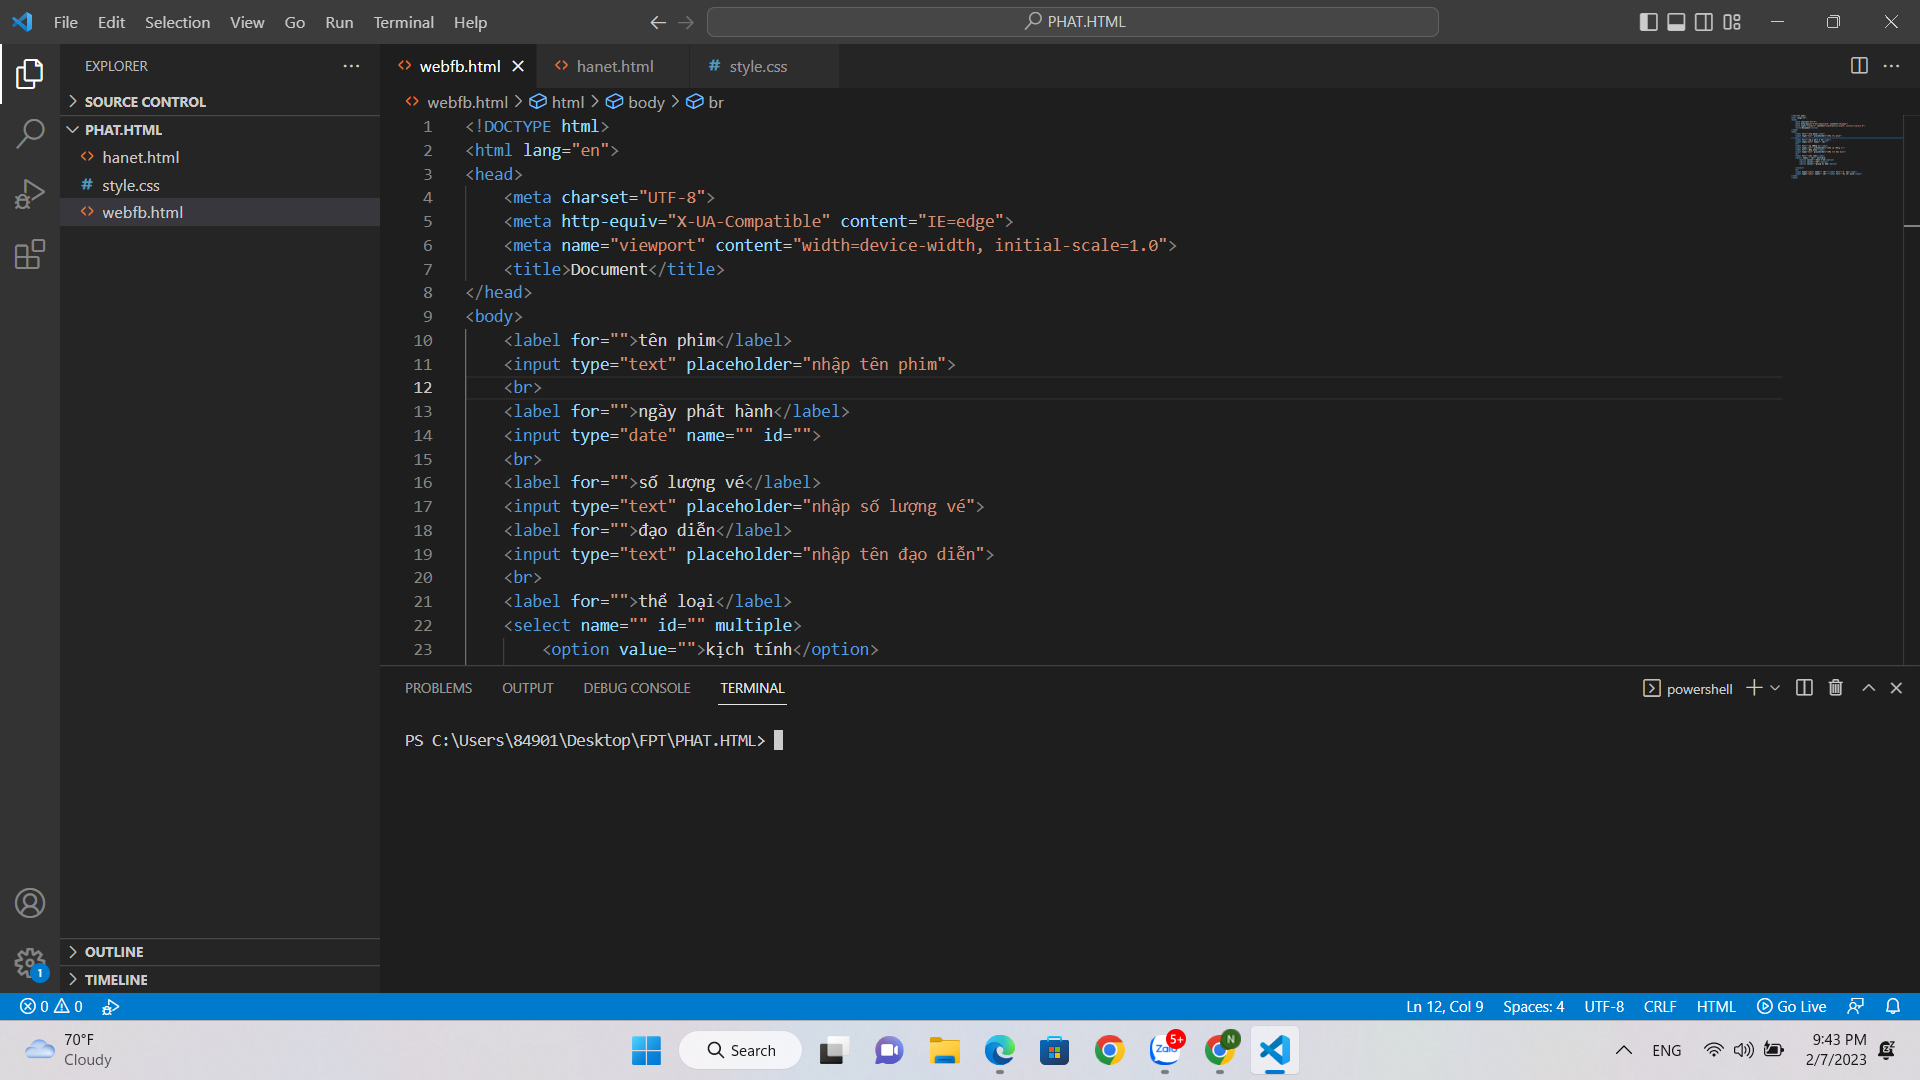 File Edit Selection View Go Run Terminal Help
PHAT.HTML
EXPLORER
SOURCE CONTROL
PHAT.HTML
hanet.html
# style.css
webfb.html
OUTLINE
TIMELINE
webfb.html hanet.html # style.css
webfb.html > html > body > br
1 <!DOCTYPE html>
2 <html lang="en">
3 <head>
4 <meta charset="UTF-8">
5 <meta http-equiv="X-UA-Compatible" content="IE=edge">
6 <meta name="viewport" content="width=device-width, initial-scale=1.0">
7 <title>Document</title>
8 </head>
9 <body>
10 <label for="">tên phim</label>
11 <input type="text" placeholder="nhập tên phim">
12 <br>
13 <label for="">ngày phát hành</label>
14 <input type="date" name="" id="">
15 <br>
16 <label for="">số lượng vé</label>
17 <input type="text" placeholder="nhập số lượng vé">
18 <label for="">đạo diễn</label>
19 <input type="text" placeholder="nhập tên đạo diễn">
20 <br>
21 <label for="">thể loại</label>
22 <select name="" id="" multiple>
23 <option value="">kịch tính</option>
PROBLEMS OUTPUT DEBUG CONSOLE TERMINAL
powershell
PS C:\Users\84901\Desktop\FPT\PHAT.HTML>
1
0 0
Ln 12, Col 9 Spaces: 4 UTF-8 CRLF HTML Go Live
70°F
Cloudy
Search
Zalo
5+
N
ENG
9:43 PM
2/7/2023